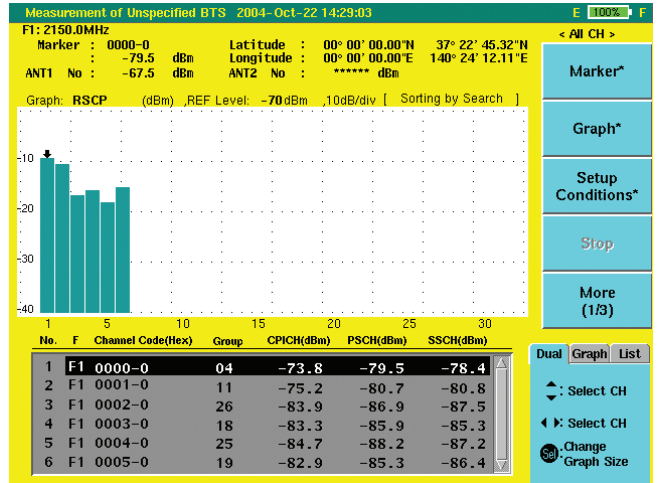 Measurement of Unspecified BTS 2004-Oct-22 14:29:03 E 100% F
F1: 2150.0MHz < All CH >
Marker : 0000-0 Latitude : 00° 00' 00.00"N 37° 22' 45.32"N
: -79.5 dBm Longitude : 00° 00' 00.00"E 140° 24' 12.11"E
ANT1 No : -67.5 dBm ANT2 No : ****** dBm
Marker*
Graph: RSCP (dBm) ,REF Level: -70dBm ,10dB/div [ Sorting by Search ]
Graph*
-10
Setup
Conditions*
-20
Stop
-30
More
(1/3)
-40
1 5 10 15 20 25 30
No. F Channel Code(Hex) Group CPICH(dBm) PSCH(dBm) SSCH(dBm)
1 F1 0000-0 04 -73.8 -79.5 -78.4
2 F1 0001-0 11 -75.2 -80.7 -80.8
3 F1 0002-0 26 -83.9 -86.9 -87.5
4 F1 0003-0 18 -83.3 -85.9 -85.3
5 F1 0004-0 25 -84.7 -88.2 -87.2
6 F1 0005-0 19 -82.9 -85.3 -86.4
Dual Graph List
: Select CH
: Select CH
Sel :Change
Graph Size